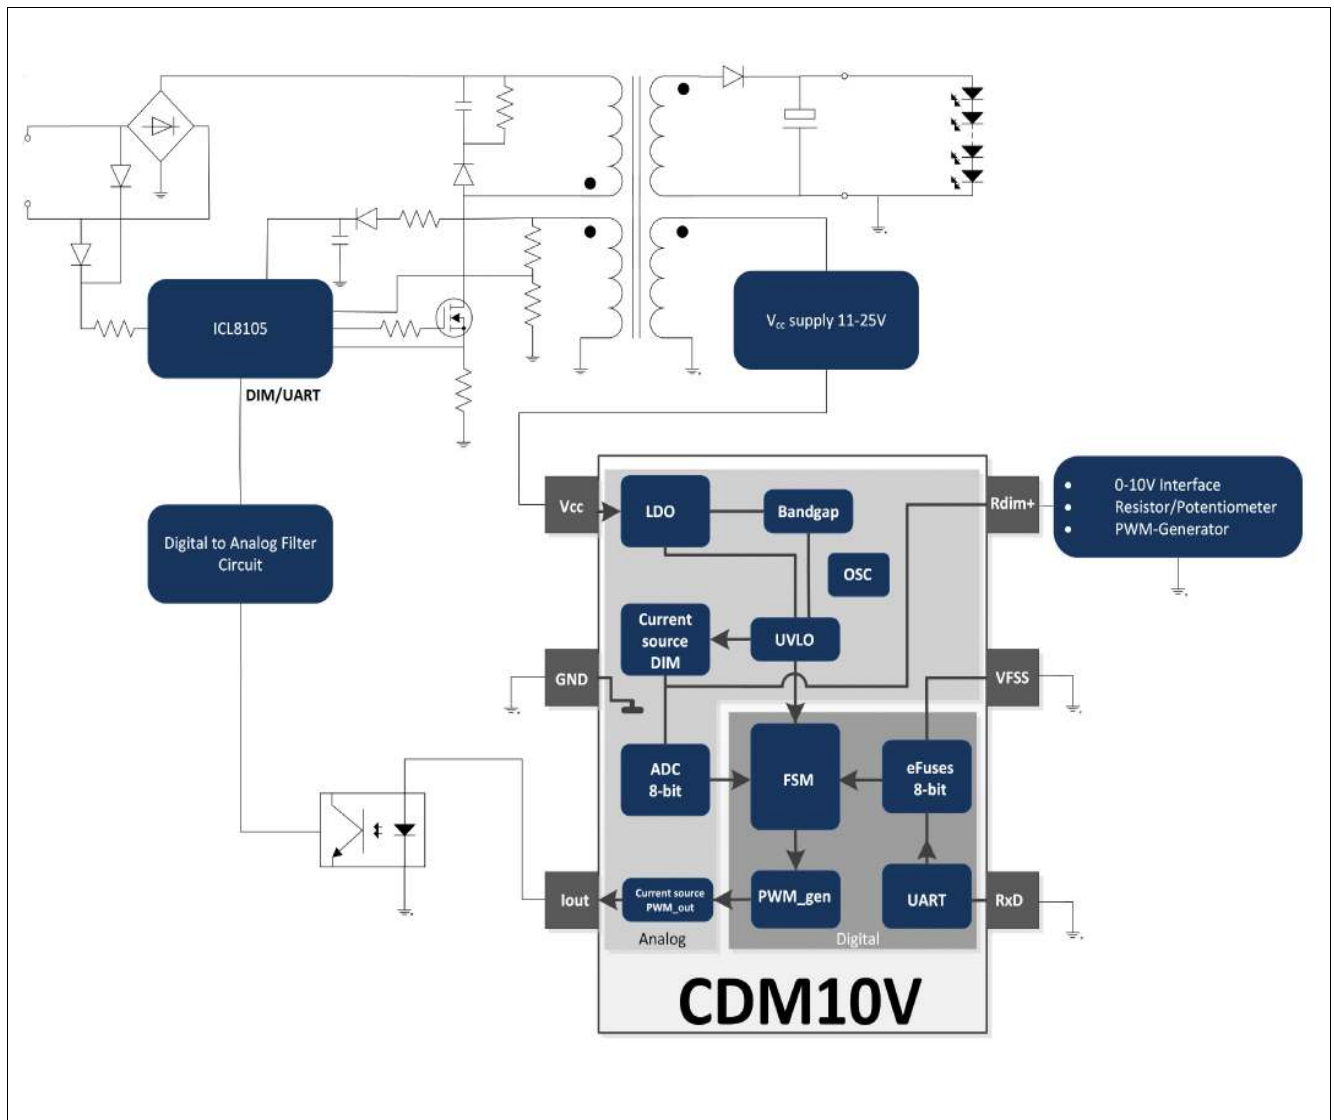 ICL8105
DIM/UART
Vcc supply 11-25V
Digital to Analog Filter
Circuit
Vcc
LDO
Bandgap
OSC
Rdim+
• 0-10V Interface
• Resistor/Potentiometer
• PWM-Generator
Current
source
DIM
UVLO
GND
VFSS
ADC
8-bit
FSM
eFuses
8-bit
Iout
Current source
PWM_out
PWM_gen
UART
RxD
Analog
Digital
CDM10V